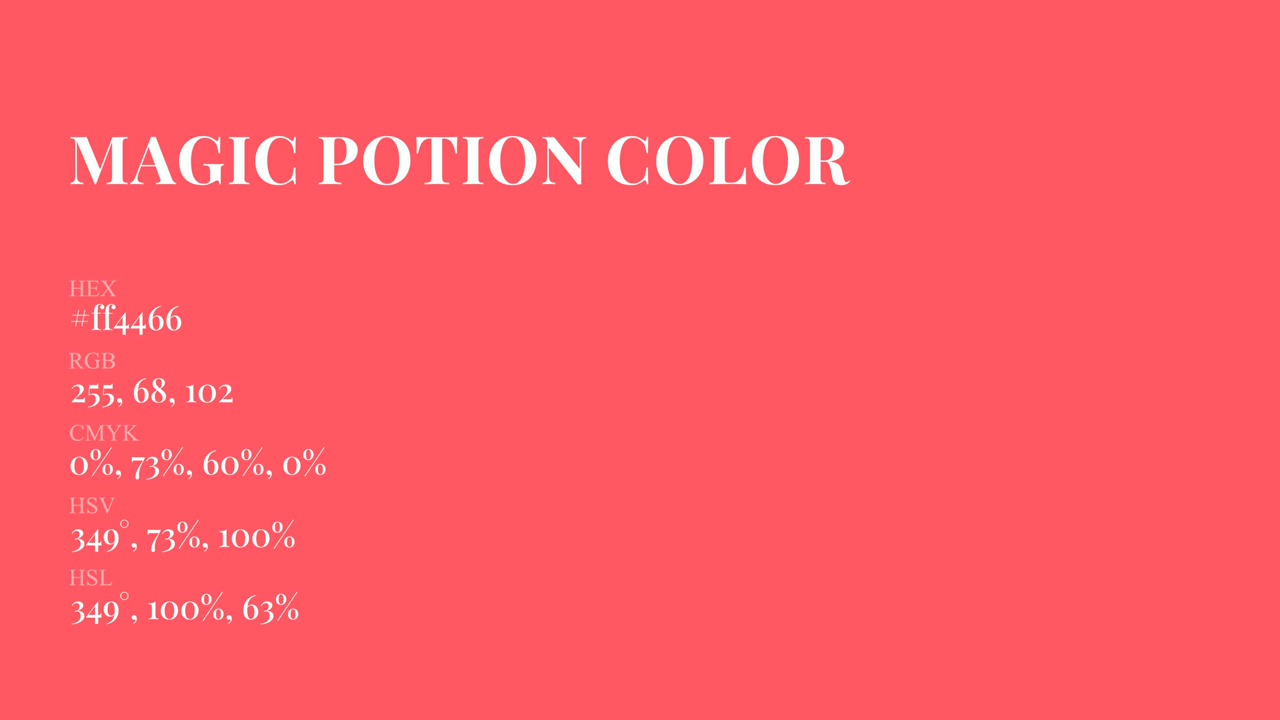 MAGIC POTION COLOR
HEX
#ff4466
RGB
255, 68, 102
CMYK
0%, 73%, 60%, 0%
HSV
349°, 73%, 100%
HSL
349°, 100%, 63%